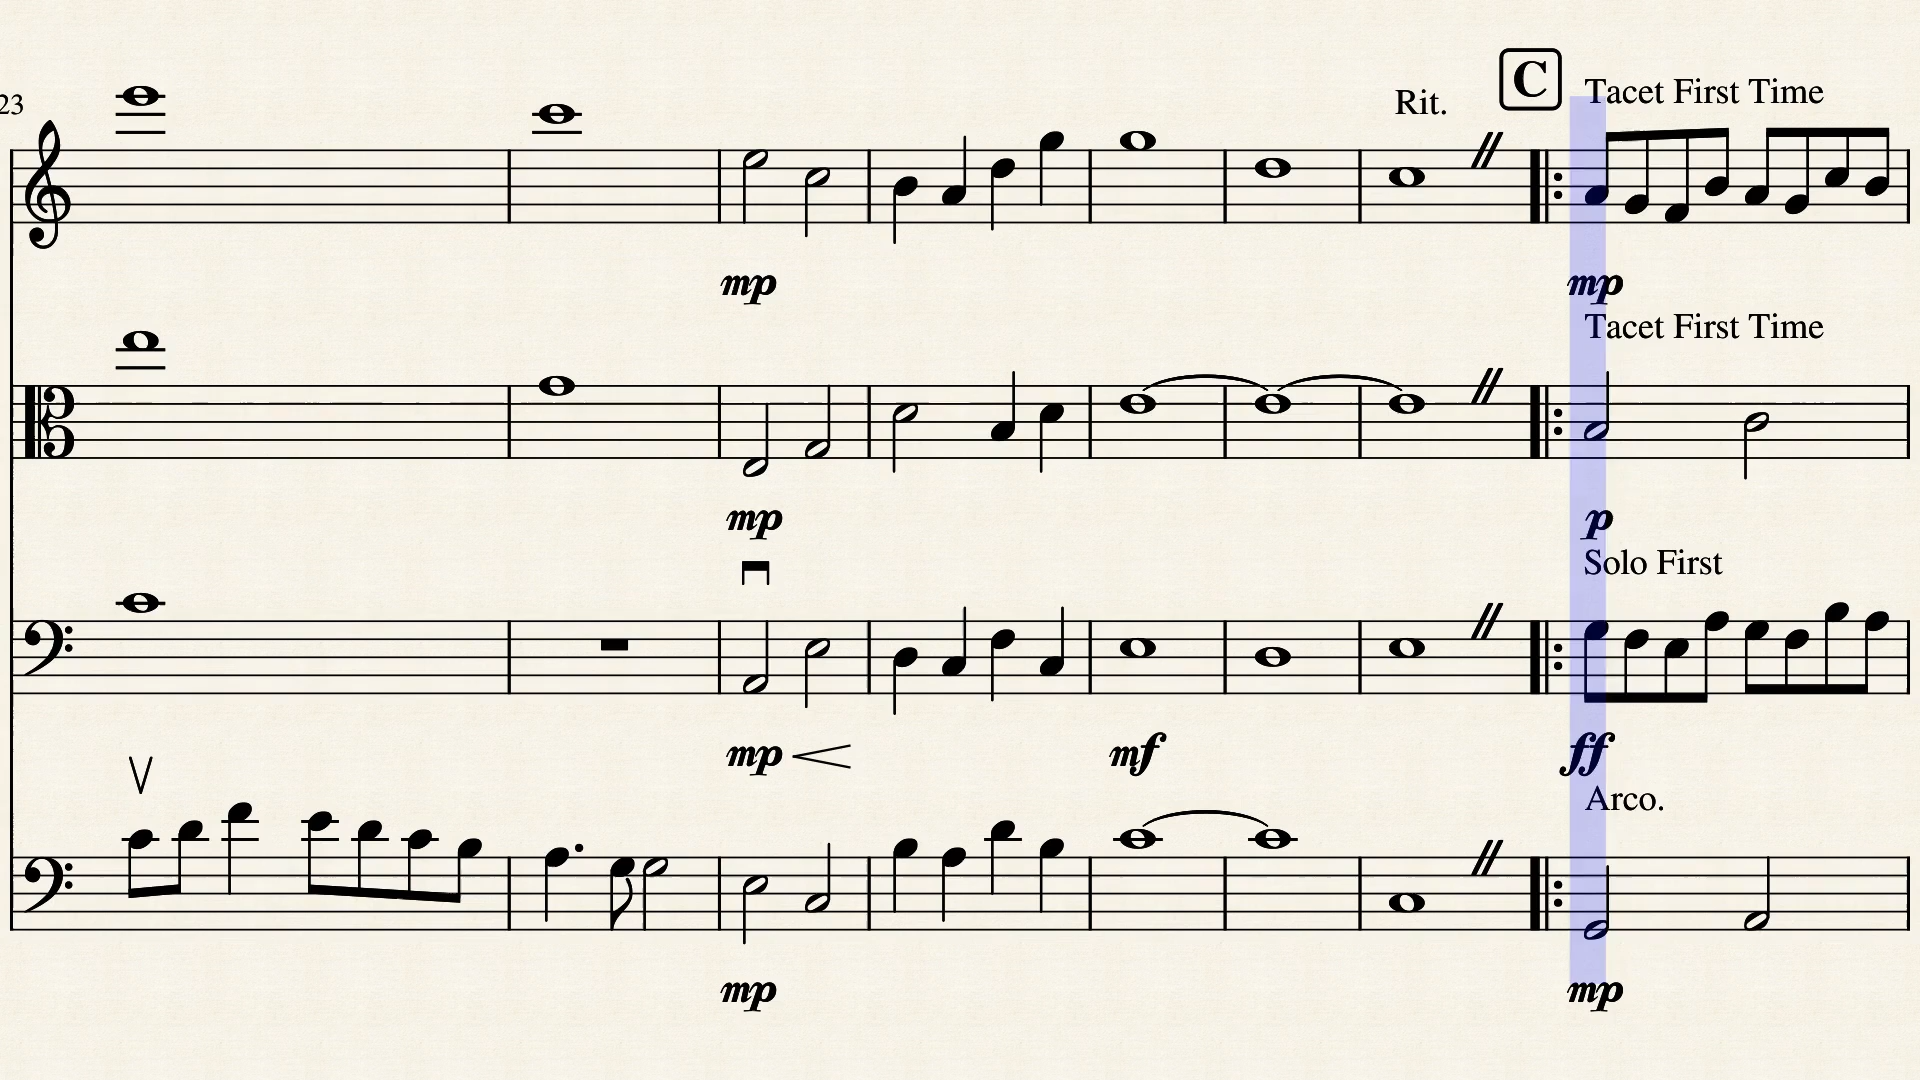 23
Rit.
C
Tacet First Time
mp
mp
Tacet First Time
mp
p
Solo First
mp
mf
ff
Arco.
mp
mp